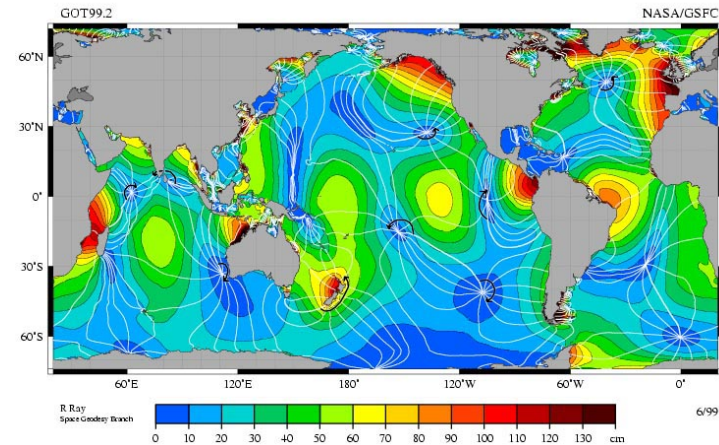 GOT99.2 NASA/GSFC
60°N
30°N
0°
30°S
60°S
60°E 120°E 180° 120°W 60°W 0°
R Ray 6/99
Space Geodesy Branch
0 10 20 30 40 50 60 70 80 90 100 110 120 130 cm